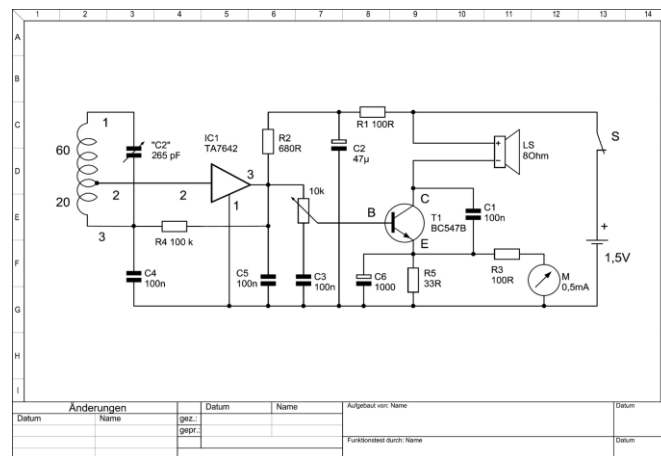 1 2 3 4 5 6 7 8 9 10 11 12 13 14
A
B
C
D
E
F
G
H
I
1
60
20
2
3
"C2"
265 pF
IC1
TA7642
2
3
1
R4 100 k
C4
100n
C5
100n
R2
680R
10k
C3
100n
C2
47µ
R1 100R
B
C
E
T1
BC547B
C1
100n
C6
1000
R5
33R
R3
100R
M
0,5mA
LS
8Ohm
+
−
S
+
1,5V
Änderungen
Datum Name
gez.:
gepr.:
Datum Name
Aufgebaut von: Name Datum
Funktionstest durch: Name Datum